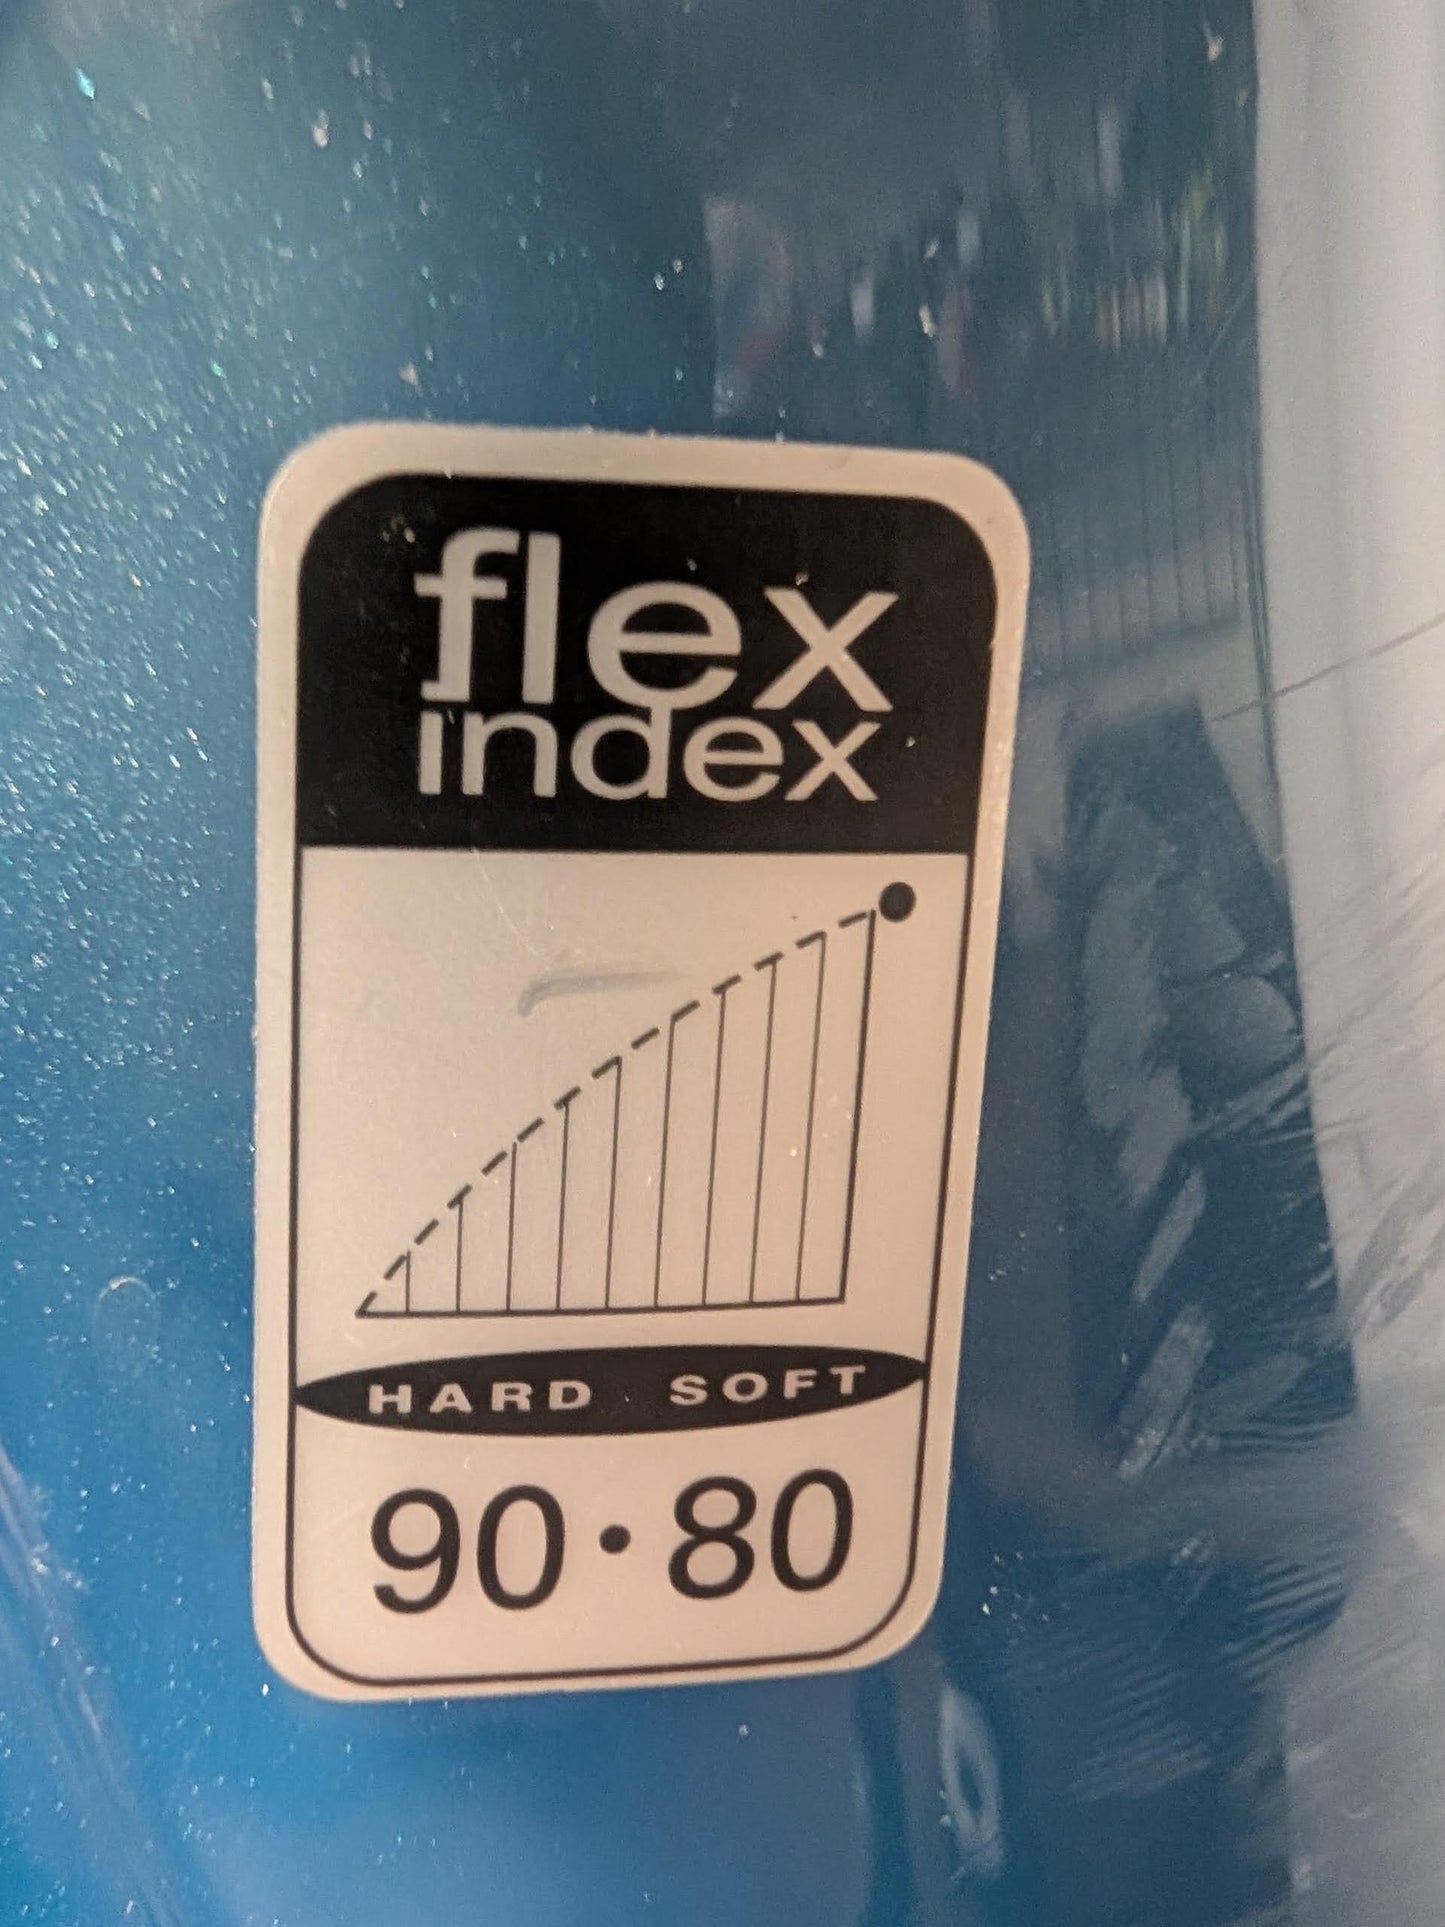 flex
index
HARD SOFT
90•80